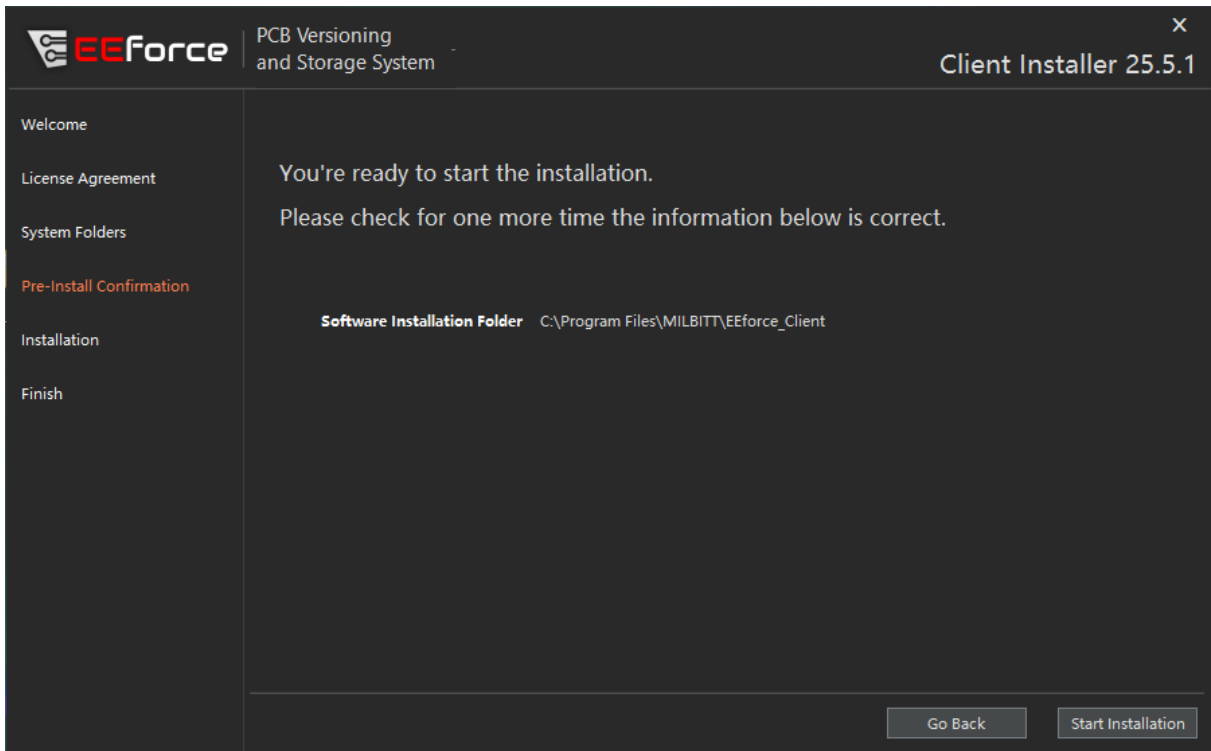 EEforce
PCB Versioning
and Storage System
X
Client Installer 25.5.1
Welcome
License Agreement
System Folders
Pre-Install Confirmation
Installation
Finish
You're ready to start the installation.
Please check for one more time the information below is correct.
Software Installation Folder C:\Program Files\MILBITT\EEforce_Client
Go Back
Start Installation